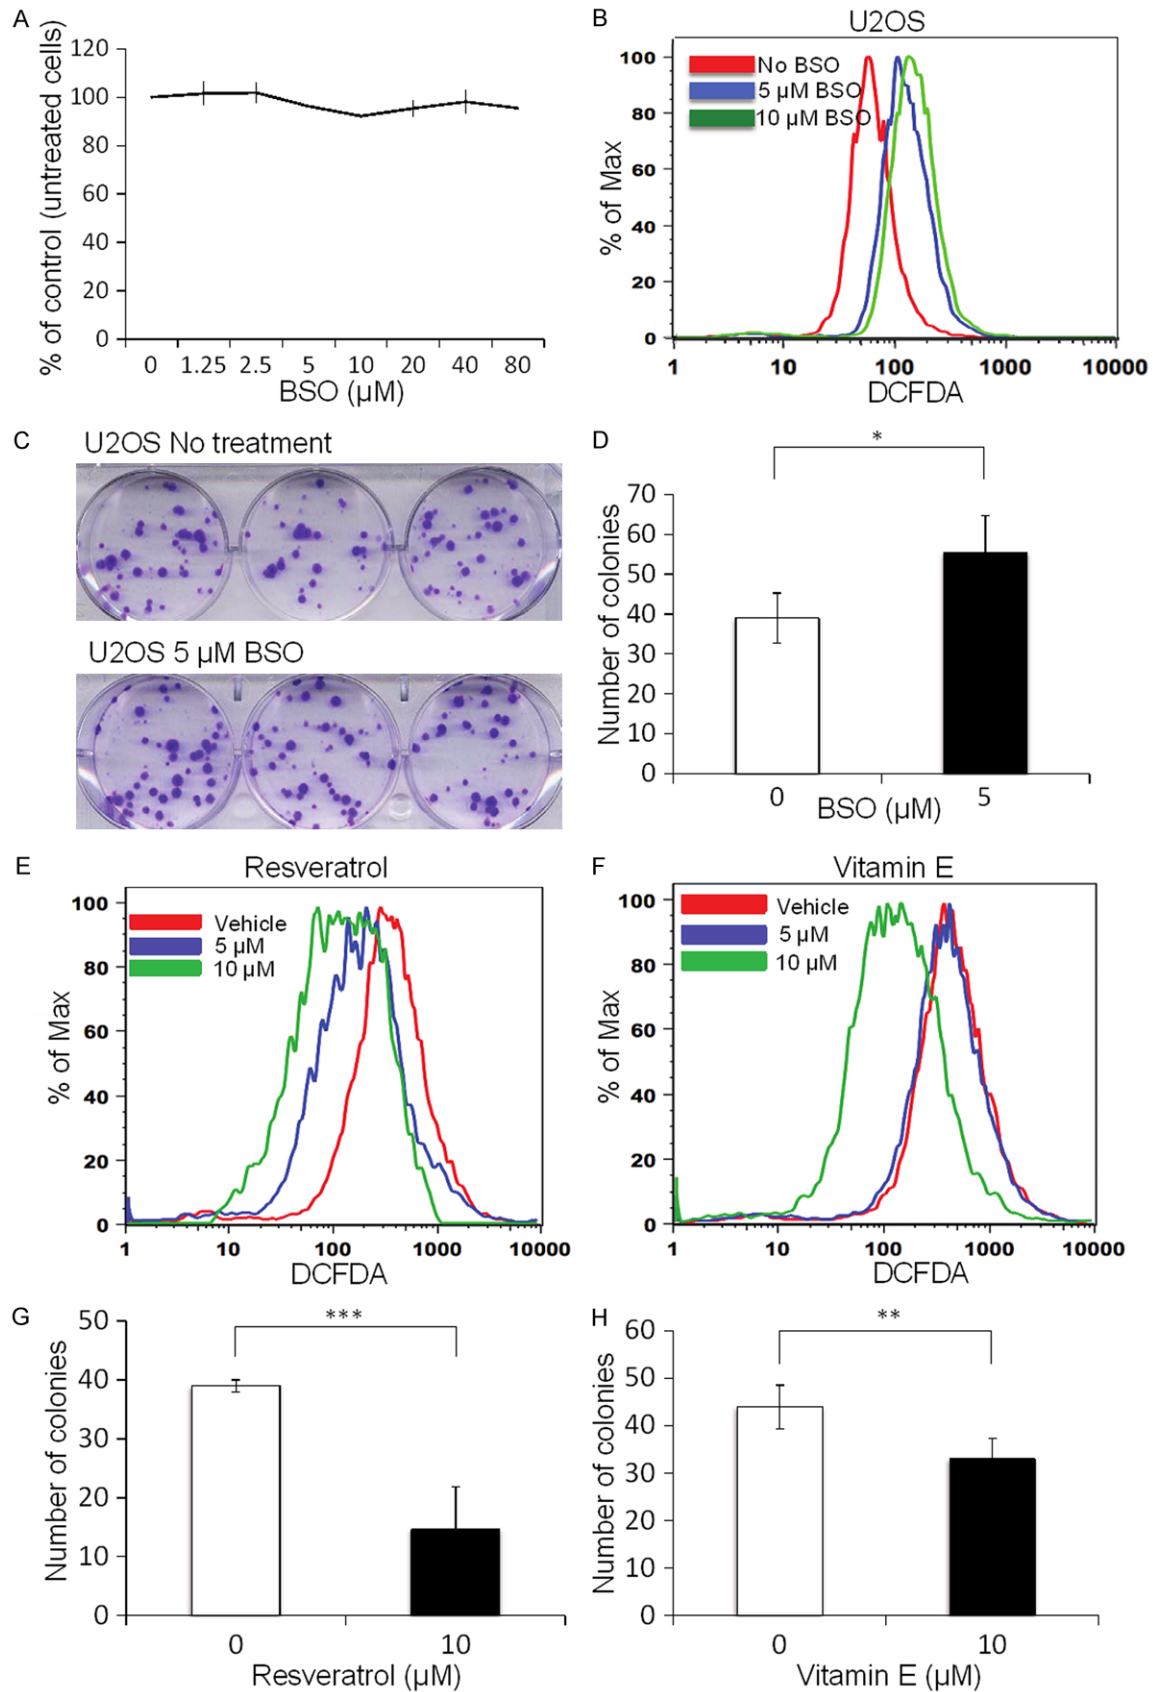 A
% of control (untreated cells)
120
100
80
60
40
20
0
0 1.25 2.5 5 10 20 40 80
BSO (µM)
B
U2OS
No BSO
5 µM BSO
10 µM BSO
% of Max
100
80
60
40
20
0
1 10 100 1000 10000
DCFDA
C
U2OS No treatment
U2OS 5 µM BSO
D
*
Number of colonies
70
60
50
40
30
20
10
0
0 5
BSO (µM)
E
Resveratrol
Vehicle
5 µM
10 µM
% of Max
100
80
60
40
20
0
1 10 100 1000 10000
DCFDA
F
Vitamin E
Vehicle
5 µM
10 µM
% of Max
100
80
60
40
20
0
1 10 100 1000 10000
DCFDA
G
***
Number of colonies
50
40
30
20
10
0
0 10
Resveratrol (µM)
H
**
Number of colonies
60
50
40
30
20
10
0
0 10
Vitamin E (µM)